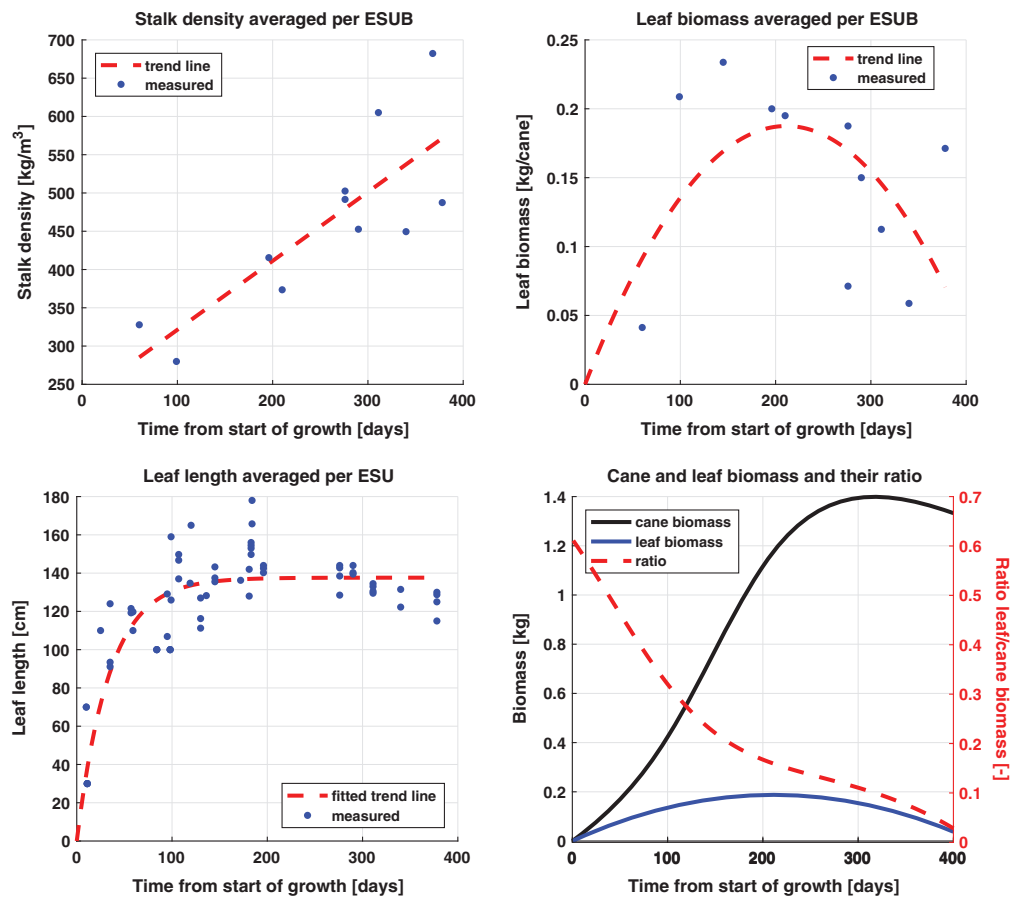 Stalk density averaged per ESUB
700
650
600
550
500
450
400
350
300
250
0
100
200
300
400
Stalk density [kg/m³]
Time from start of growth [days]
trend line
measured
Leaf biomass averaged per ESUB
0.25
0.2
0.15
0.1
0.05
0
0
100
200
300
400
Leaf biomass [kg/cane]
Time from start of growth [days]
trend line
measured
Leaf length averaged per ESU
180
160
140
120
100
80
60
40
20
0
0
100
200
300
400
Leaf length [cm]
Time from start of growth [days]
fitted trend line
measured
Cane and leaf biomass and their ratio
1.4
1.2
1
0.8
0.6
0.4
0.2
0
0
100
200
300
400
Biomass [kg]
Time from start of growth [days]
cane biomass
leaf biomass
ratio
0.7
0.6
0.5
0.4
0.3
0.2
0.1
0
Ratio leaf/cane biomass [-]